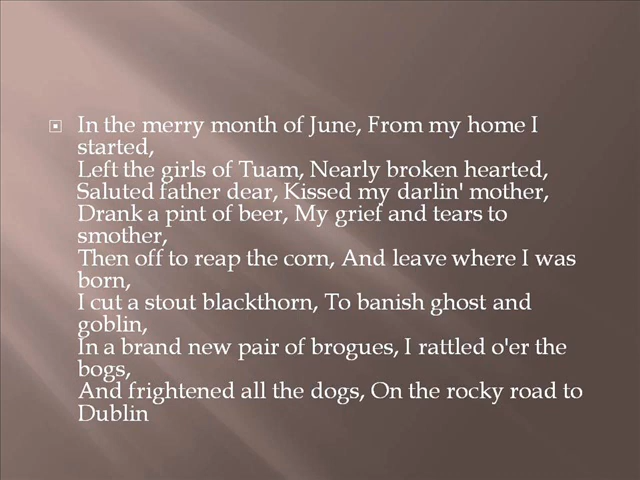 In the merry month of June, From my home I
started,
Left the girls of Tuam, Nearly broken hearted,
Saluted father dear, Kissed my darlin' mother,
Drank a pint of beer, My grief and tears to
smother,
Then off to reap the corn, And leave where I was
born,
I cut a stout blackthorn, To banish ghost and
goblin,
In a brand new pair of brogues, I rattled o'er the
bogs,
And frightened all the dogs, On the rocky road to
Dublin